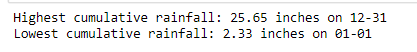 Highest cumulative rainfall: 25.65 inches on 12-31
Lowest cumulative rainfall: 2.33 inches on 01-01